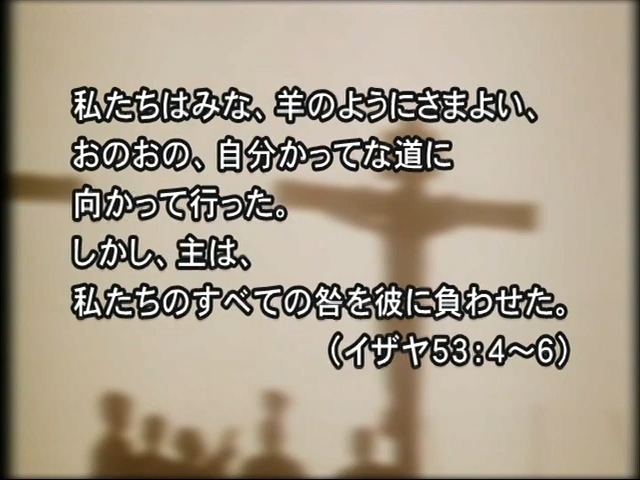 私たちはみな、羊のようにさまよい、
おのおの、自分かってな道に
向かって行った。
しかし、主は、
私たちのすべての咎を彼に負わせた。
（イザヤ53：4～6）